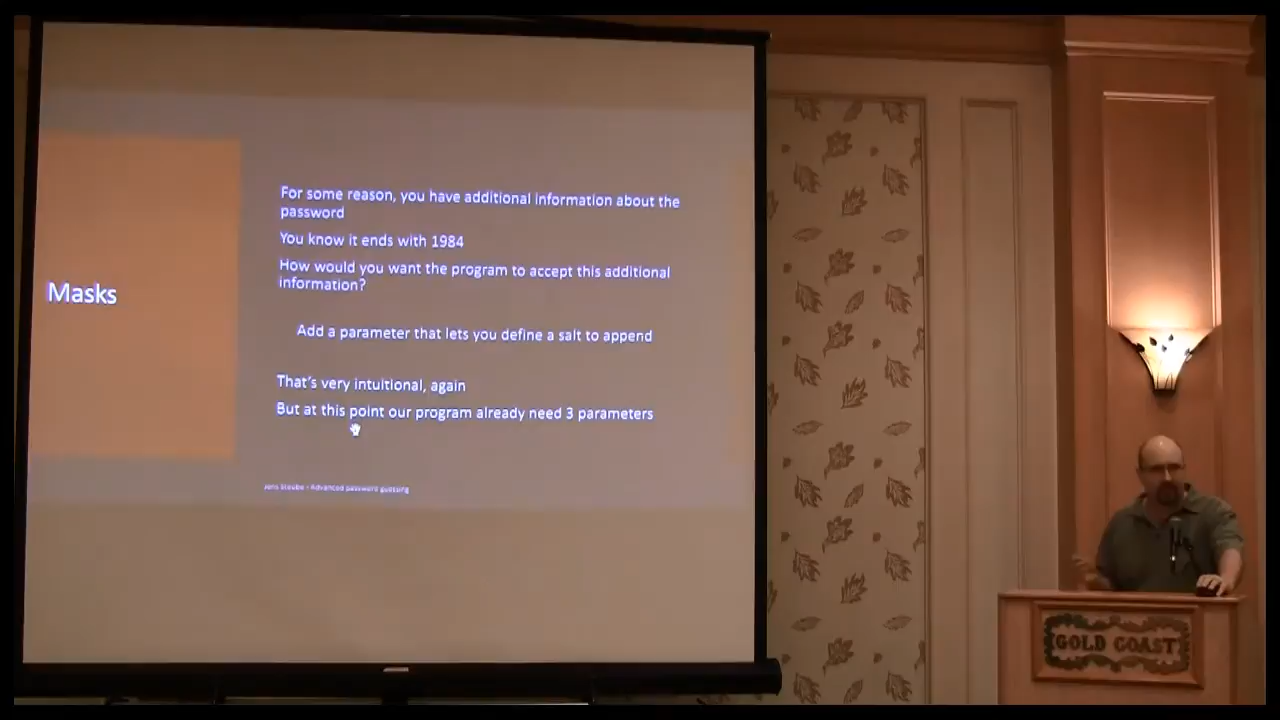 Masks
For some reason, you have additional information about the
password
You know it ends with 1984
How would you want the program to accept this additional
information?
Add a parameter that lets you define a salt to append
That's very intuitional, again
But at this point our program already need 3 parameters
Jens Steube - Advanced password guessing
GOLD COAST